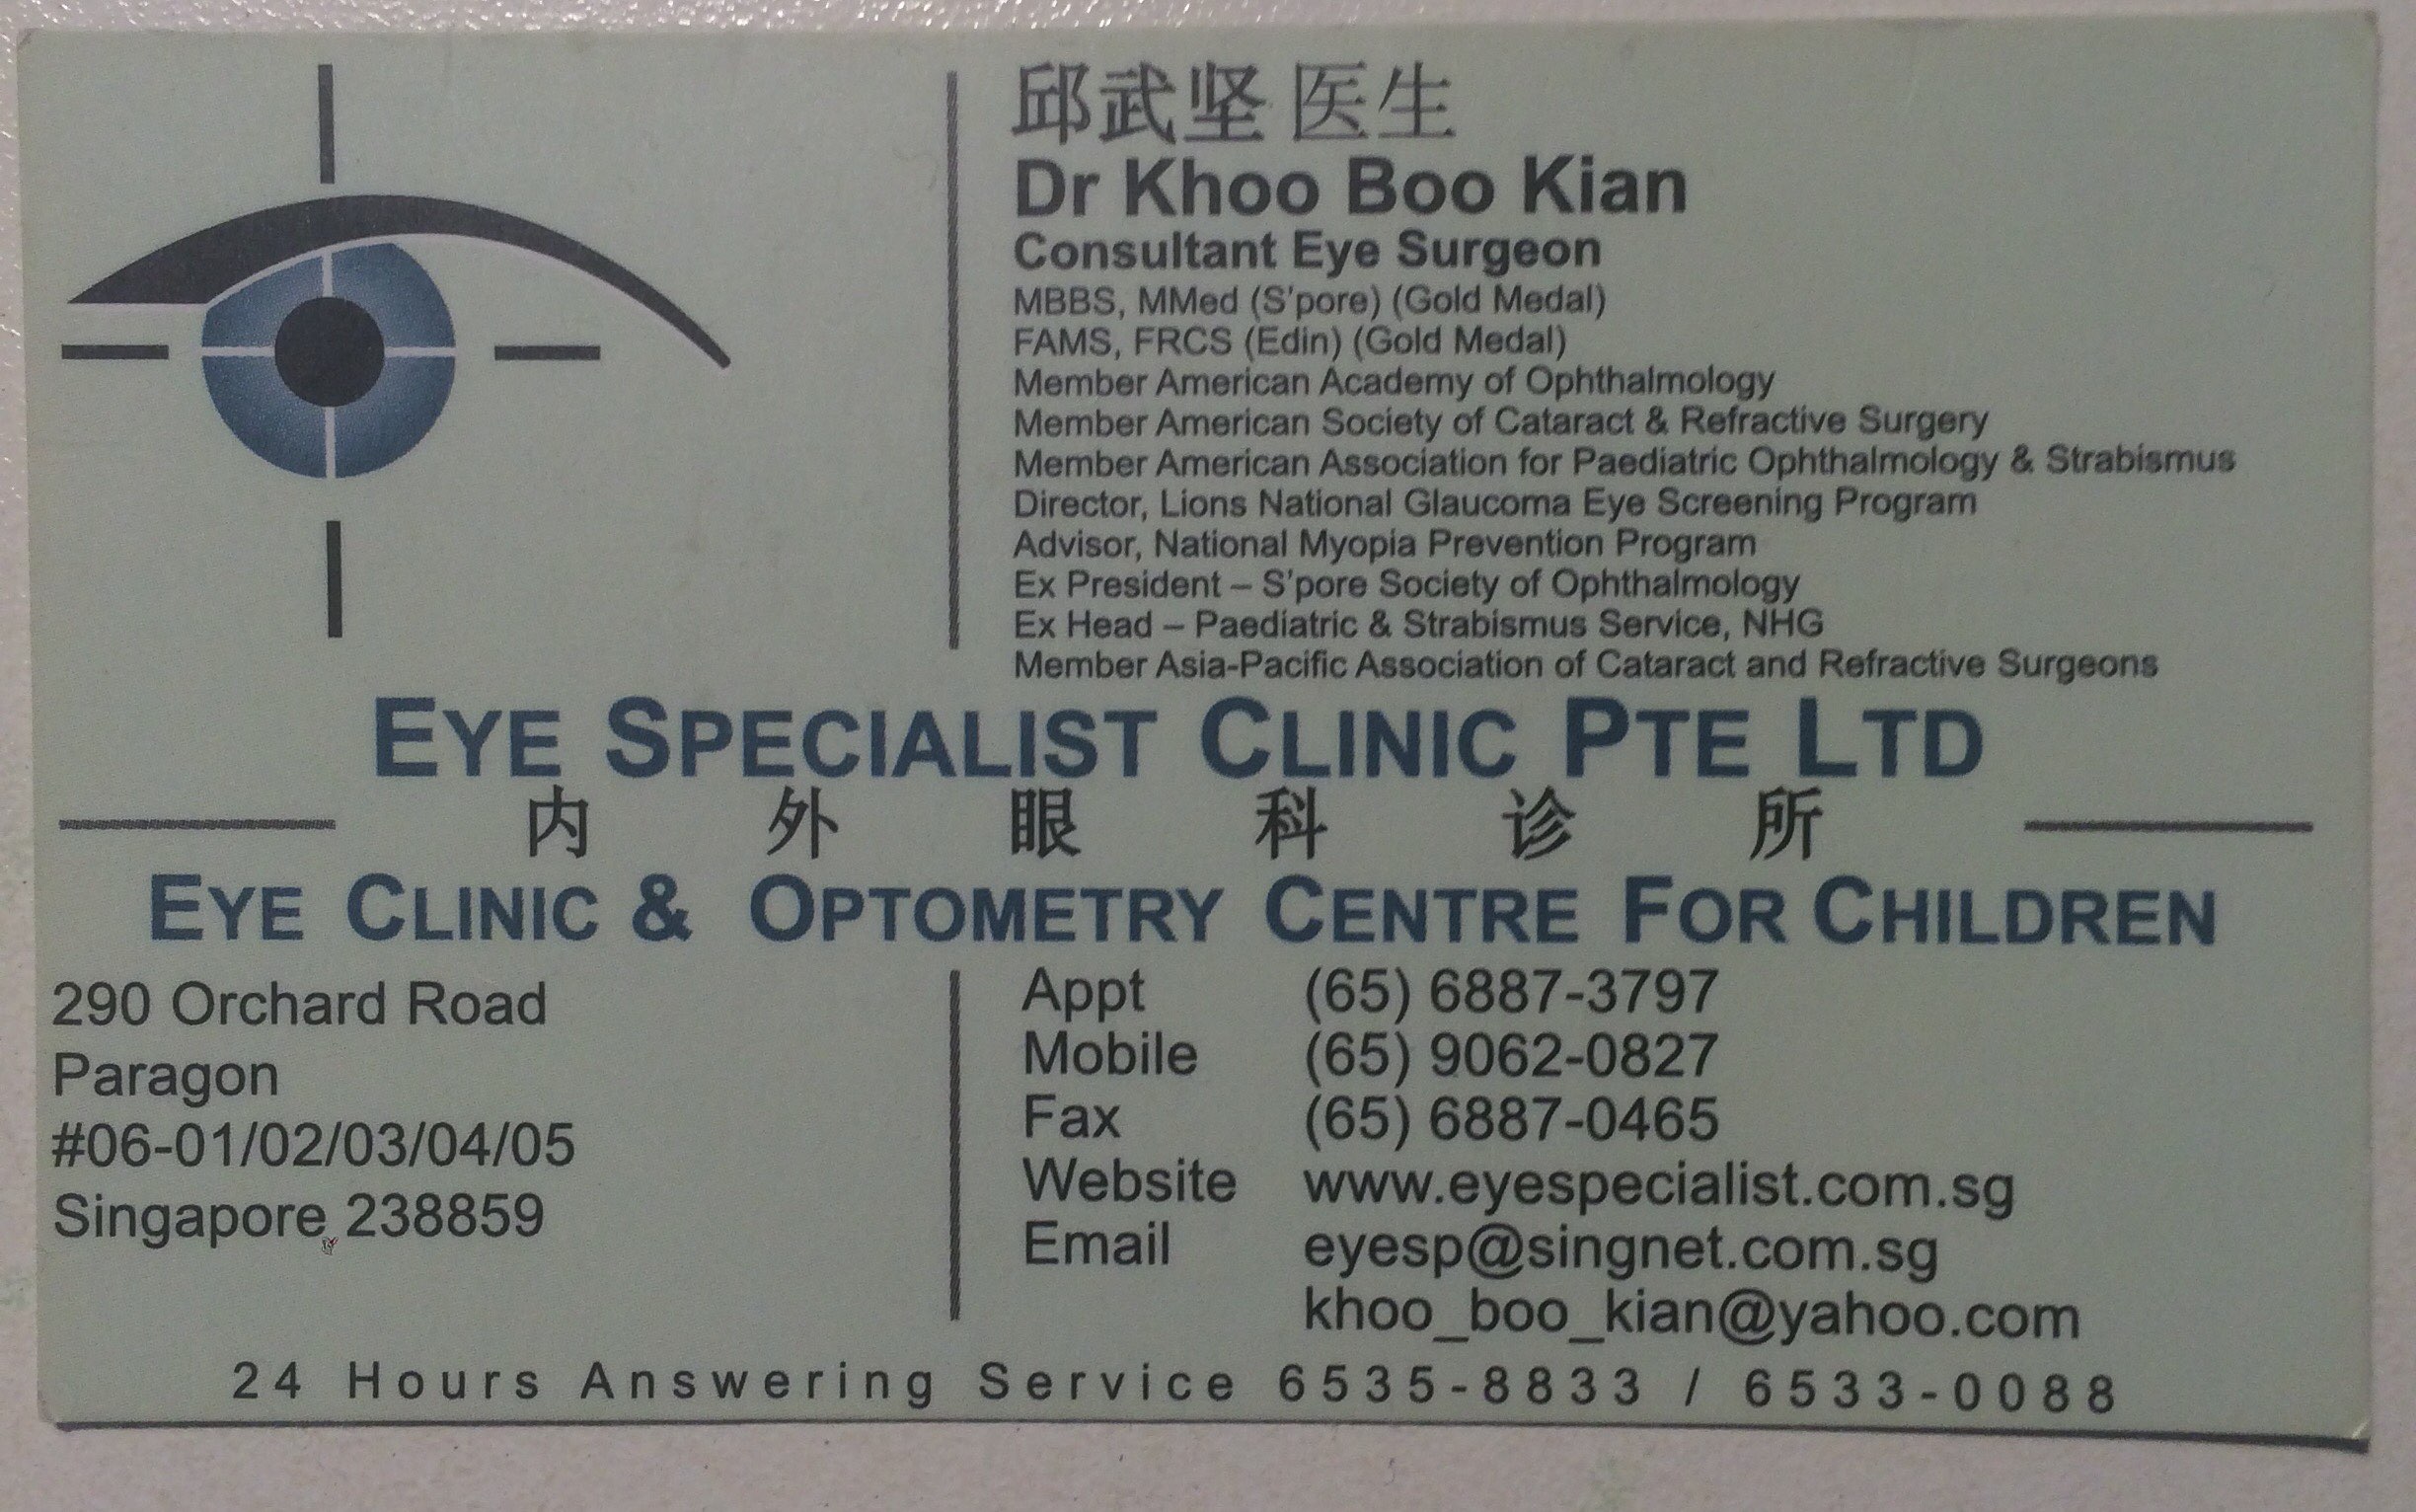 邱武坚 医生
Dr Khoo Boo Kian
Consultant Eye Surgeon
MBBS, MMed (S'pore) (Gold Medal)
FAMS, FRCS (Edin) (Gold Medal)
Member American Academy of Ophthalmology
Member American Society of Cataract & Refractive Surgery
Member American Association for Paediatric Ophthalmology & Strabismus
Director, Lions National Glaucoma Eye Screening Program
Advisor, National Myopia Prevention Program
Ex President – S'pore Society of Ophthalmology
Ex Head – Paediatric & Strabismus Service, NHG
Member Asia-Pacific Association of Cataract and Refractive Surgeons
EYE SPECIALIST CLINIC PTE LTD
内 外 眼 科 诊 所
EYE CLINIC & OPTOMETRY CENTRE FOR CHILDREN
290 Orchard Road
Paragon
#06-01/02/03/04/05
Singapore 238859
Appt (65) 6887-3797
Mobile (65) 9062-0827
Fax (65) 6887-0465
Website www.eyespecialist.com.sg
Email eyesp@singnet.com.sg
khoo_boo_kian@yahoo.com
24 Hours Answering Service 6535-8833 / 6533-0088